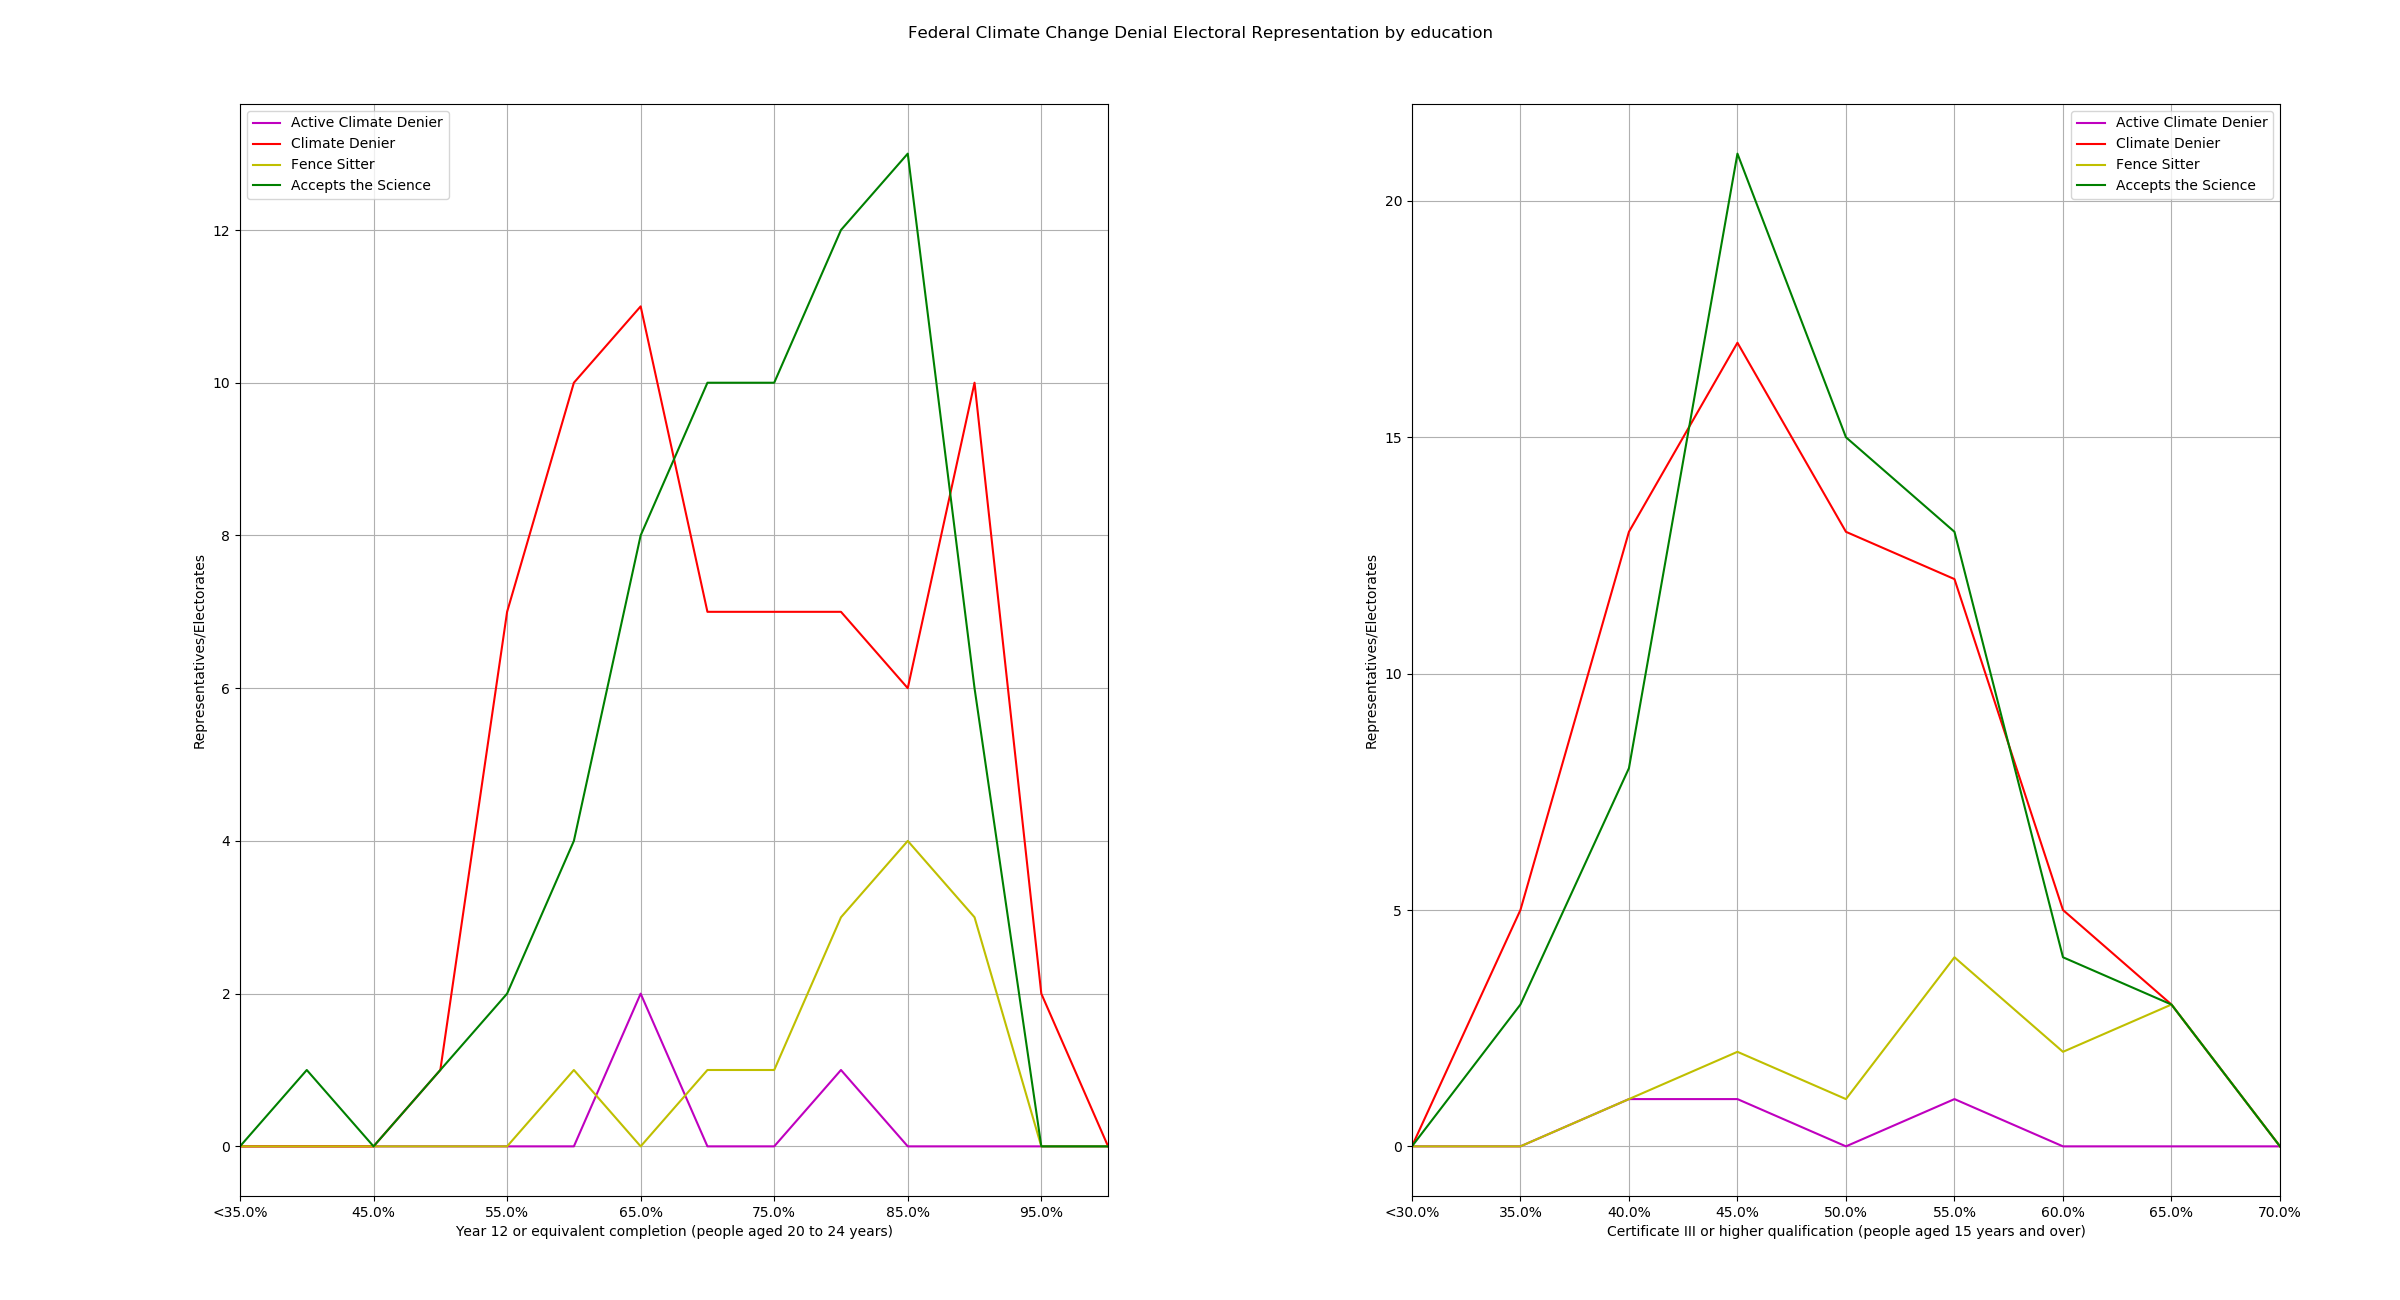 Federal Climate Change Denial Electoral Representation by education
Active Climate Denier
Climate Denier
Fence Sitter
Accepts the Science
12
10
8
6
4
2
0
Representatives/Electorates
<35.0% 45.0% 55.0% 65.0% 75.0% 85.0% 95.0%
Year 12 or equivalent completion (people aged 20 to 24 years)
Active Climate Denier
Climate Denier
Fence Sitter
Accepts the Science
20
15
10
5
0
Representatives/Electorates
<30.0% 35.0% 40.0% 45.0% 50.0% 55.0% 60.0% 65.0% 70.0%
Certificate III or higher qualification (people aged 15 years and over)